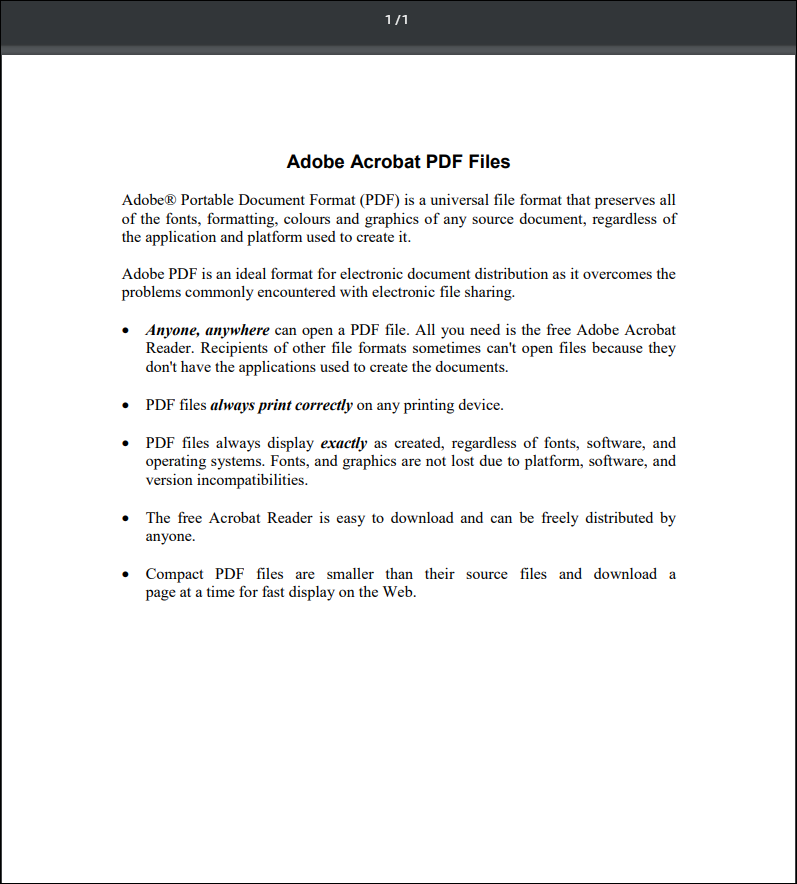 1 / 1
Adobe Acrobat PDF Files
Adobe® Portable Document Format (PDF) is a universal file format that preserves all
of the fonts, formatting, colours and graphics of any source document, regardless of
the application and platform used to create it.
Adobe PDF is an ideal format for electronic document distribution as it overcomes the
problems commonly encountered with electronic file sharing.
• Anyone, anywhere can open a PDF file. All you need is the free Adobe Acrobat
Reader. Recipients of other file formats sometimes can't open files because they
don't have the applications used to create the documents.
• PDF files always print correctly on any printing device.
• PDF files always display exactly as created, regardless of fonts, software, and
operating systems. Fonts, and graphics are not lost due to platform, software, and
version incompatibilities.
• The free Acrobat Reader is easy to download and can be freely distributed by
anyone.
• Compact PDF files are smaller than their source files and download a
page at a time for fast display on the Web.